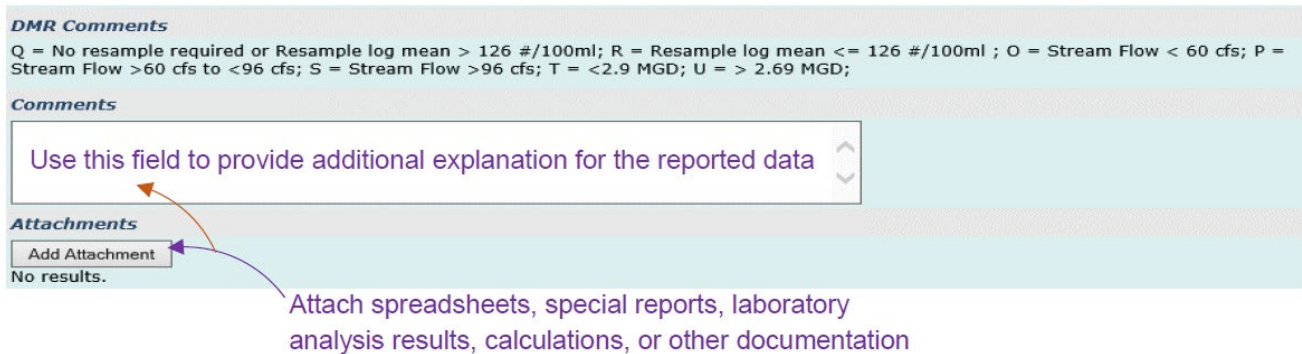 DMR Comments
Q = No resample required or Resample log mean > 126 #/100ml; R = Resample log mean <= 126 #/100ml ; O = Stream Flow < 60 cfs; P =
Stream Flow >60 cfs to <96 cfs; S = Stream Flow >96 cfs; T = <2.9 MGD; U = > 2.69 MGD;
Comments
Use this field to provide additional explanation for the reported data
Attachments
Add Attachment
No results.
Attach spreadsheets, special reports, laboratory
analysis results, calculations, or other documentation